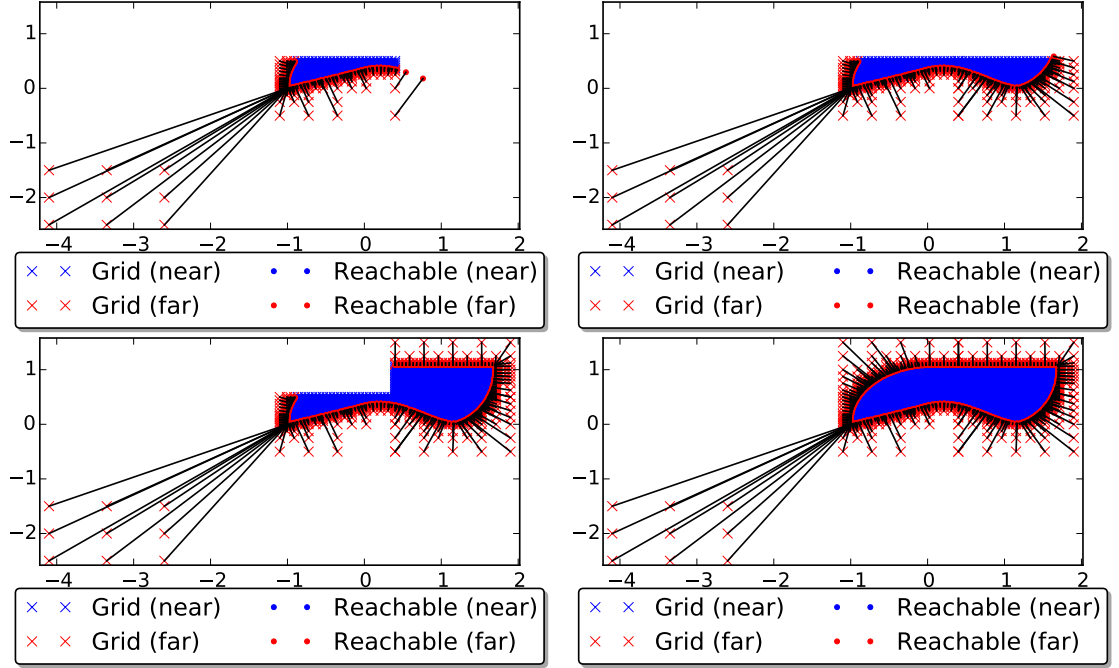 1
0
−1
−2
−4 −3 −2 −1 0 1 2
× × Grid (near) • • Reachable (near)
× × Grid (far) • • Reachable (far)
1
0
−1
−2
−4 −3 −2 −1 0 1 2
× × Grid (near) • • Reachable (near)
× × Grid (far) • • Reachable (far)
1
0
−1
−2
−4 −3 −2 −1 0 1 2
× × Grid (near) • • Reachable (near)
× × Grid (far) • • Reachable (far)
1
0
−1
−2
−4 −3 −2 −1 0 1 2
× × Grid (near) • • Reachable (near)
× × Grid (far) • • Reachable (far)